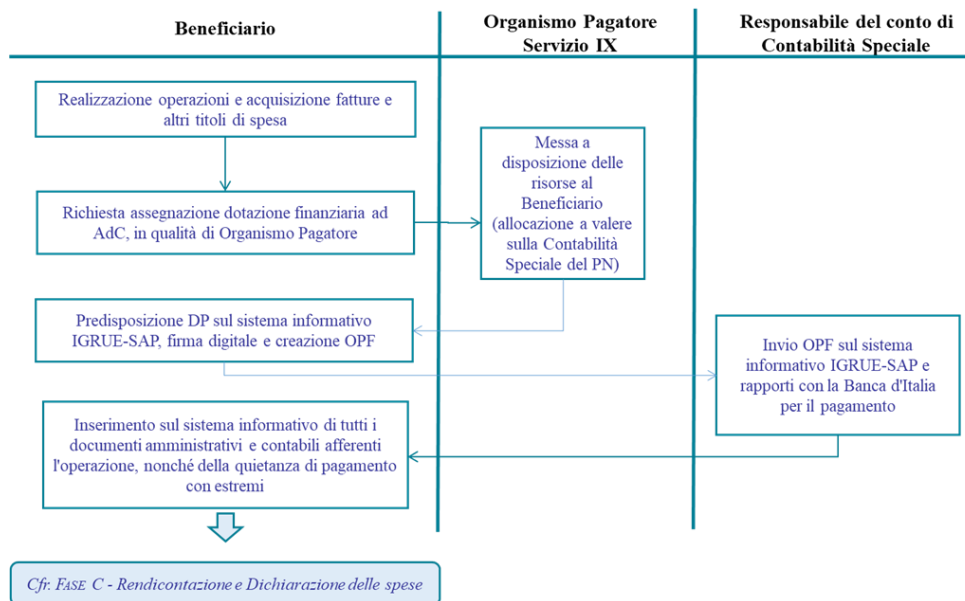 Beneficiario
Organismo Pagatore
Servizio IX
Responsabile del conto di
Contabilità Speciale
Realizzazione operazioni e acquisizione fatture e
altri titoli di spesa
Richiesta assegnazione dotazione finanziaria ad
AdC, in qualità di Organismo Pagatore
Messa a
disposizione delle
risorse al
Beneficiario
(allocazione a valere
sulla Contabilità
Speciale del PN)
Predisposizione DP sul sistema informativo
IGRUE-SAP, firma digitale e creazione OPF
Invio OPF sul sistema
informativo IGRUE-SAP e
rapporti con la Banca d'Italia
per il pagamento
Inserimento sul sistema informativo di tutti i
documenti amministrativi e contabili afferenti
l'operazione, nonché della quietanza di pagamento
con estremi
Cfr. FASE C - Rendicontazione e Dichiarazione delle spese